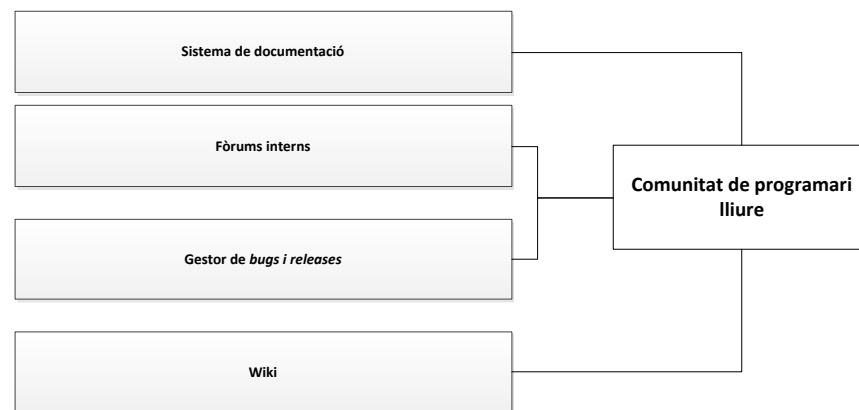 Sistema de documentació
Fòrums interns
Gestor de bugs i releases
Wiki
Comunitat de programari
lliure